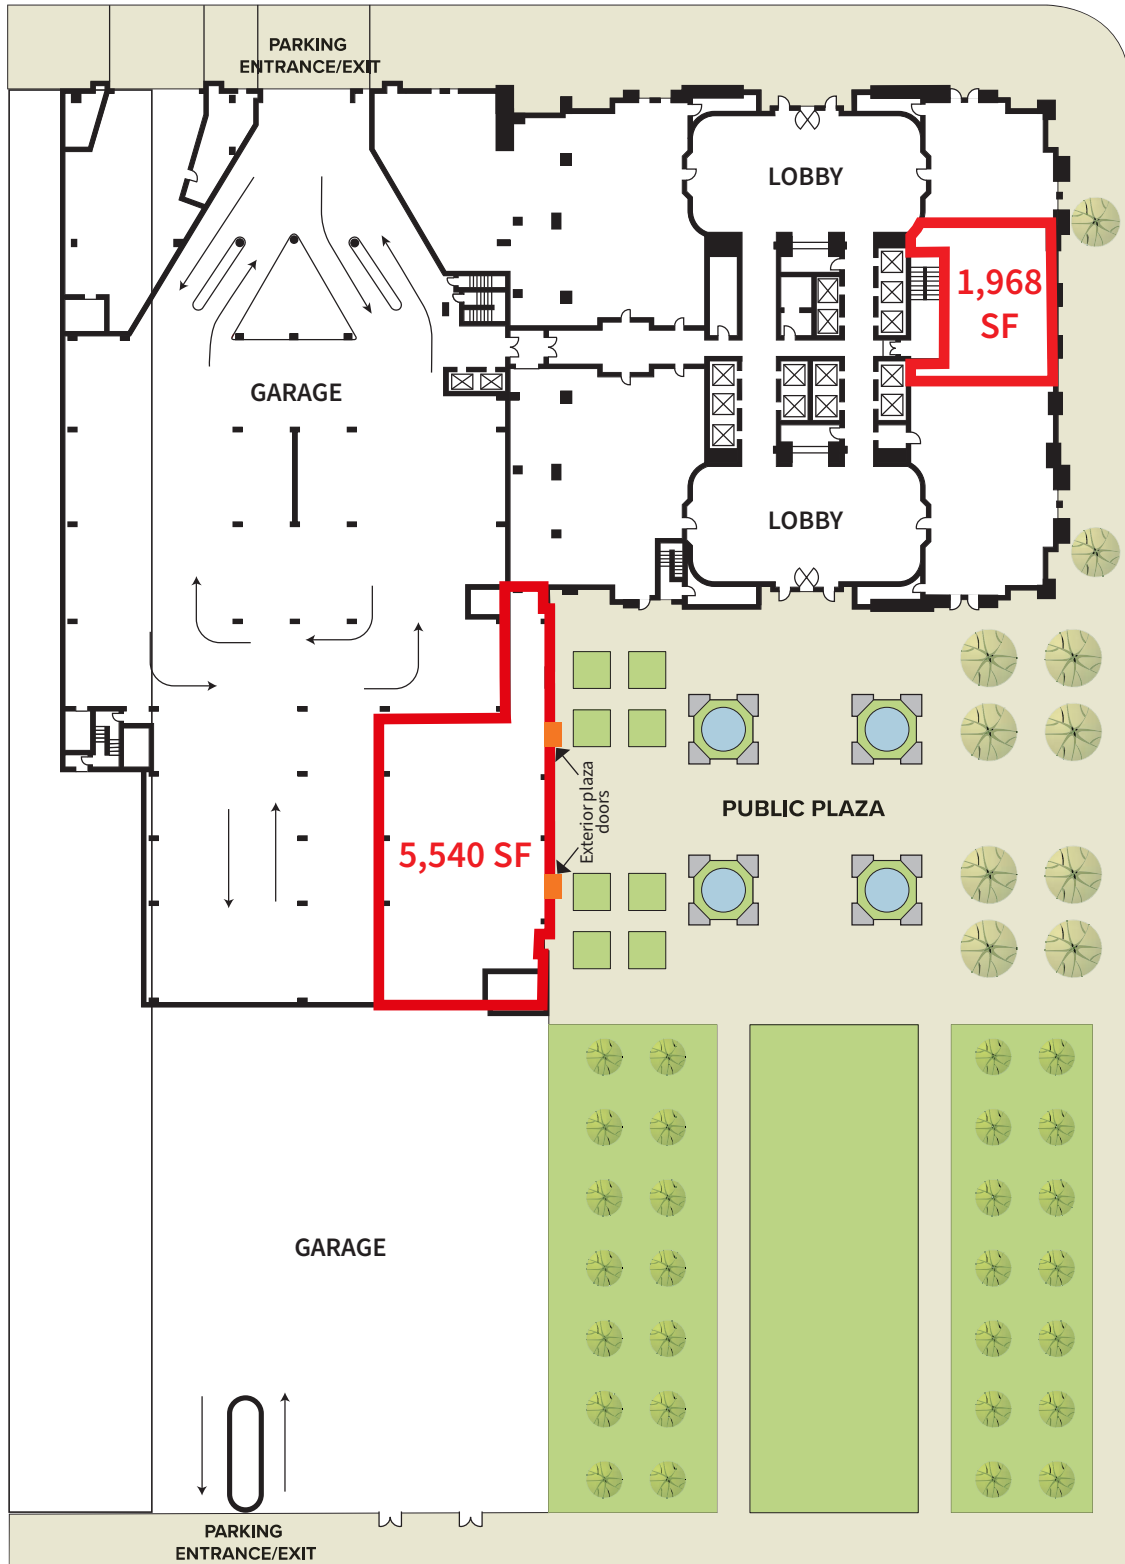 PARKING
ENTRANCE/EXIT
LOBBY
1,968
SF
GARAGE
LOBBY
Exterior plaza
doors
PUBLIC PLAZA
5,540 SF
GARAGE
PARKING
ENTRANCE/EXIT